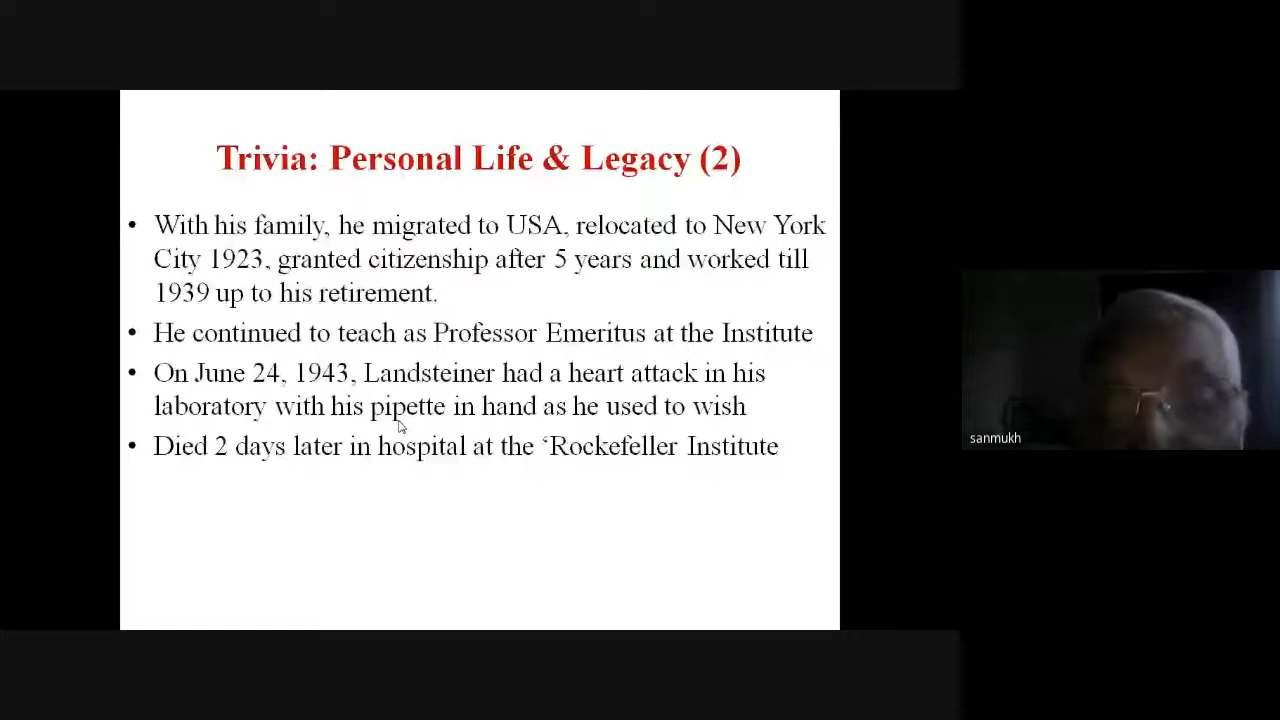 Trivia: Personal Life & Legacy (2)
• With his family, he migrated to USA, relocated to New York
City 1923, granted citizenship after 5 years and worked till
1939 up to his retirement.
• He continued to teach as Professor Emeritus at the Institute
• On June 24, 1943, Landsteiner had a heart attack in his
laboratory with his pipette in hand as he used to wish
• Died 2 days later in hospital at the ‘Rockefeller Institute
sanmukh